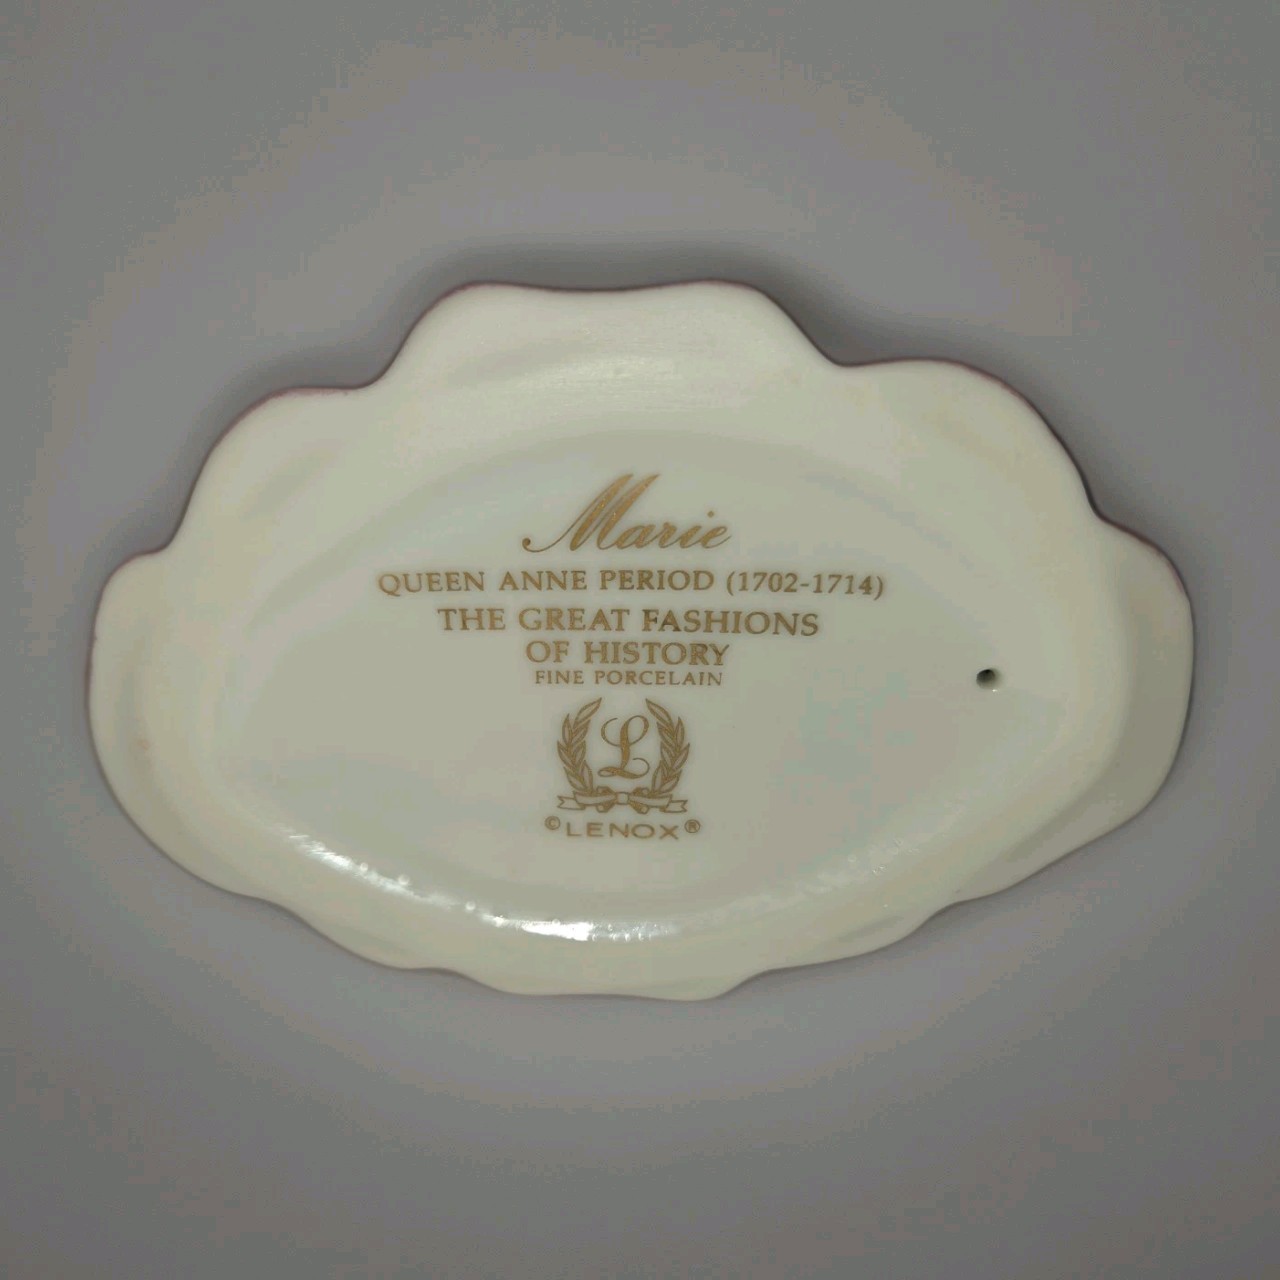 Marie
QUEEN ANNE PERIOD (1702-1714)
THE GREAT FASHIONS
OF HISTORY
FINE PORCELAIN
L
©LENOX®